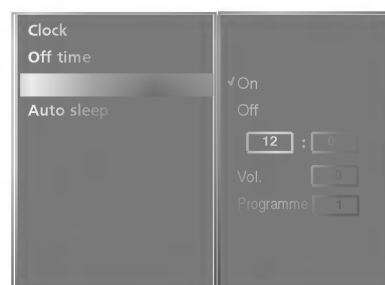 Clock
Off time
Auto sleep
✓On
Off
12 :
Vol.
Programme 1